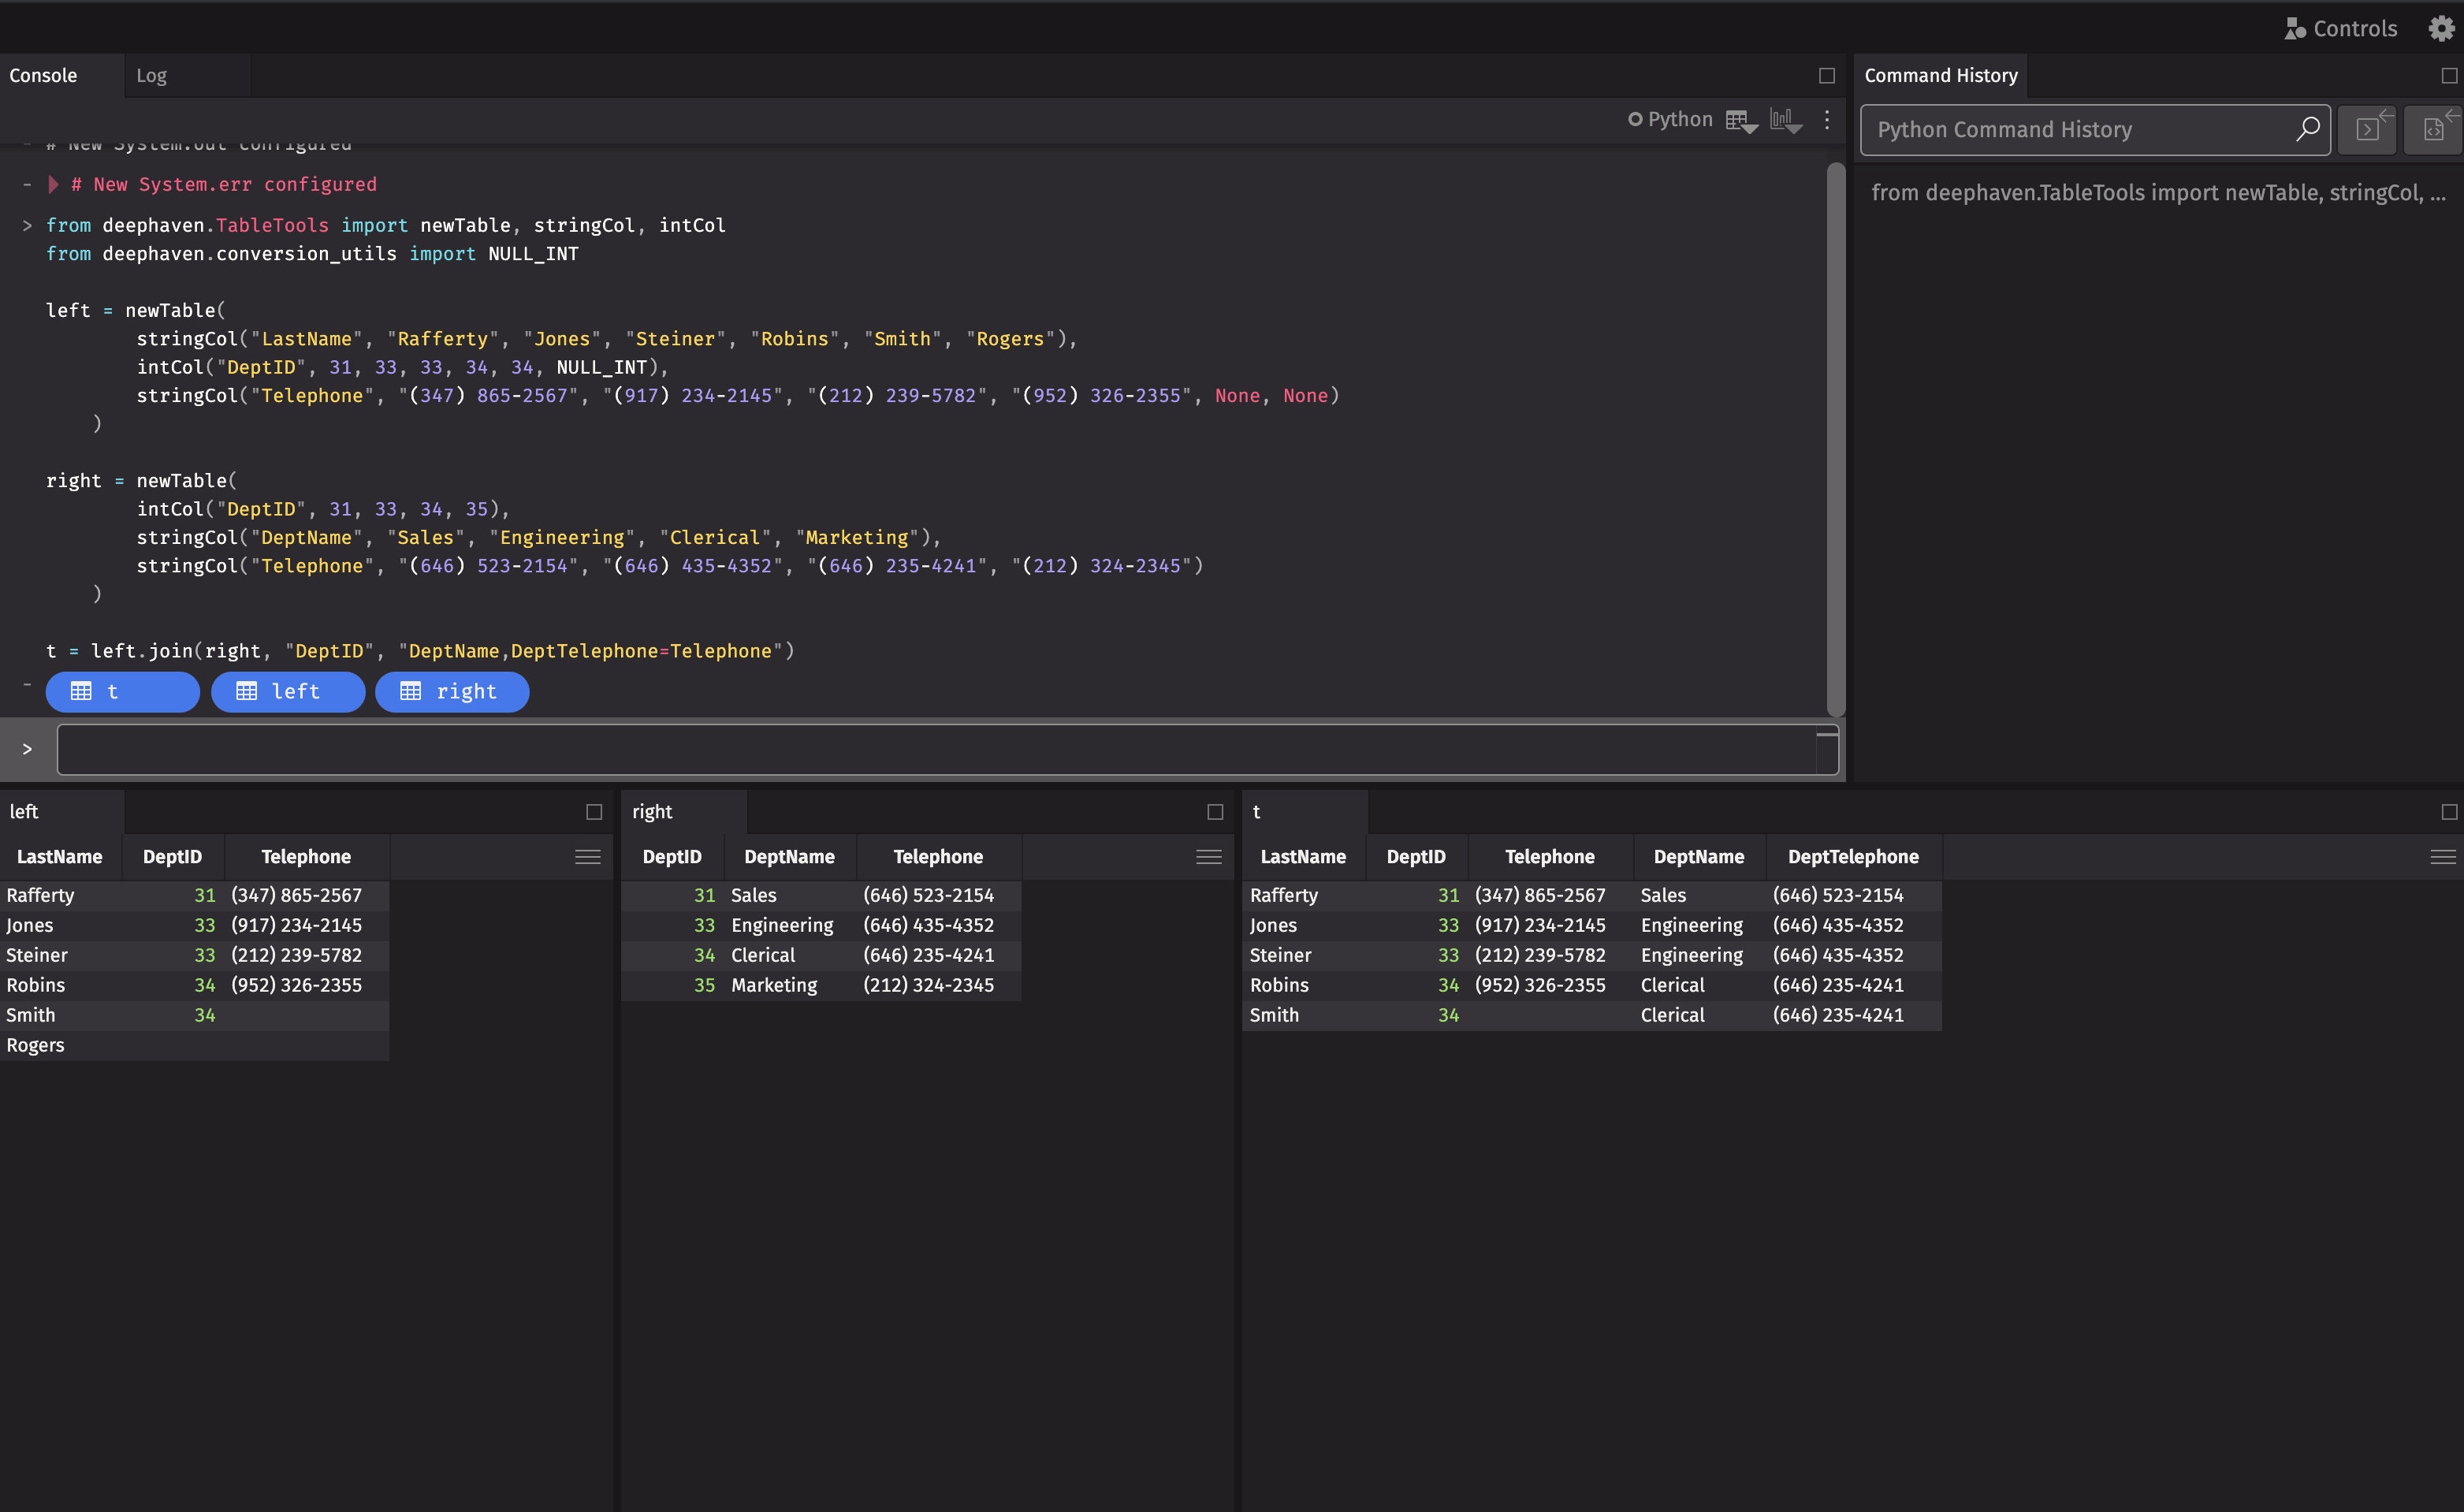 Controls
Console Log
Python
# New System.out configured
- # New System.err configured
> from deephaven.TableTools import newTable, stringCol, intCol
from deephaven.conversion_utils import NULL_INT
left = newTable(
stringCol("LastName", "Rafferty", "Jones", "Steiner", "Robins", "Smith", "Rogers"),
intCol("DeptID", 31, 33, 33, 34, 34, NULL_INT),
stringCol("Telephone", "(347) 865-2567", "(917) 234-2145", "(212) 239-5782", "(952) 326-2355", None, None)
)
right = newTable(
intCol("DeptID", 31, 33, 34, 35),
stringCol("DeptName", "Sales", "Engineering", "Clerical", "Marketing"),
stringCol("Telephone", "(646) 523-2154", "(646) 435-4352", "(646) 235-4241", "(212) 324-2345")
)
t = left.join(right, "DeptID", "DeptName,DeptTelephone=Telephone")
- t left right
>
Command History
Python Command History
from deephaven.TableTools import newTable, stringCol, ...
left
LastName DeptID Telephone
Rafferty 31 (347) 865-2567
Jones 33 (917) 234-2145
Steiner 33 (212) 239-5782
Robins 34 (952) 326-2355
Smith 34
Rogers
right
DeptID DeptName Telephone
31 Sales (646) 523-2154
33 Engineering (646) 435-4352
34 Clerical (646) 235-4241
35 Marketing (212) 324-2345
t
LastName DeptID Telephone DeptName DeptTelephone
Rafferty 31 (347) 865-2567 Sales (646) 523-2154
Jones 33 (917) 234-2145 Engineering (646) 435-4352
Steiner 33 (212) 239-5782 Engineering (646) 435-4352
Robins 34 (952) 326-2355 Clerical (646) 235-4241
Smith 34 Clerical (646) 235-4241